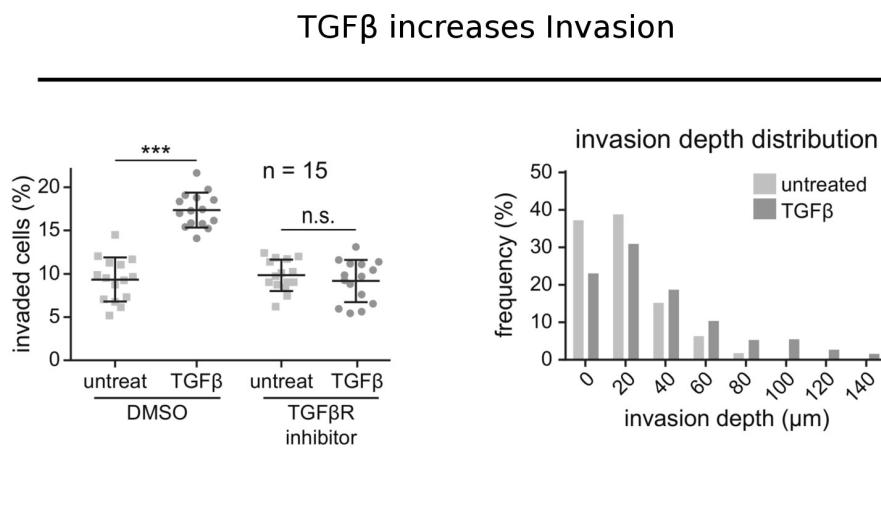 TGFβ increases Invasion
invaded cells (%)
20
15
10
5
0
***
n = 15
n.s.
untreat TGFβ untreat TGFβ
DMSO TGFβR
inhibitor
invasion depth distribution
frequency (%)
50
40
30
20
10
0
untreated
TGFβ
0 20 40 60 80 100 120 140
invasion depth (µm)